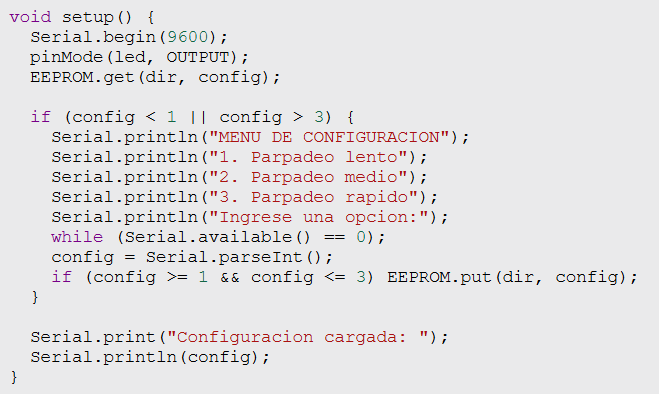 void setup() {
  Serial.begin(9600);
  pinMode(led, OUTPUT);
  EEPROM.get(dir, config);

  if (config < 1 || config > 3) {
    Serial.println("MENU DE CONFIGURACION");
    Serial.println("1. Parpadeo lento");
    Serial.println("2. Parpadeo medio");
    Serial.println("3. Parpadeo rapido");
    Serial.println("Ingrese una opcion:");
    while (Serial.available() == 0);
    config = Serial.parseInt();
    if (config >= 1 && config <= 3) EEPROM.put(dir, config);
  }

  Serial.print("Configuracion cargada: ");
  Serial.println(config);
}